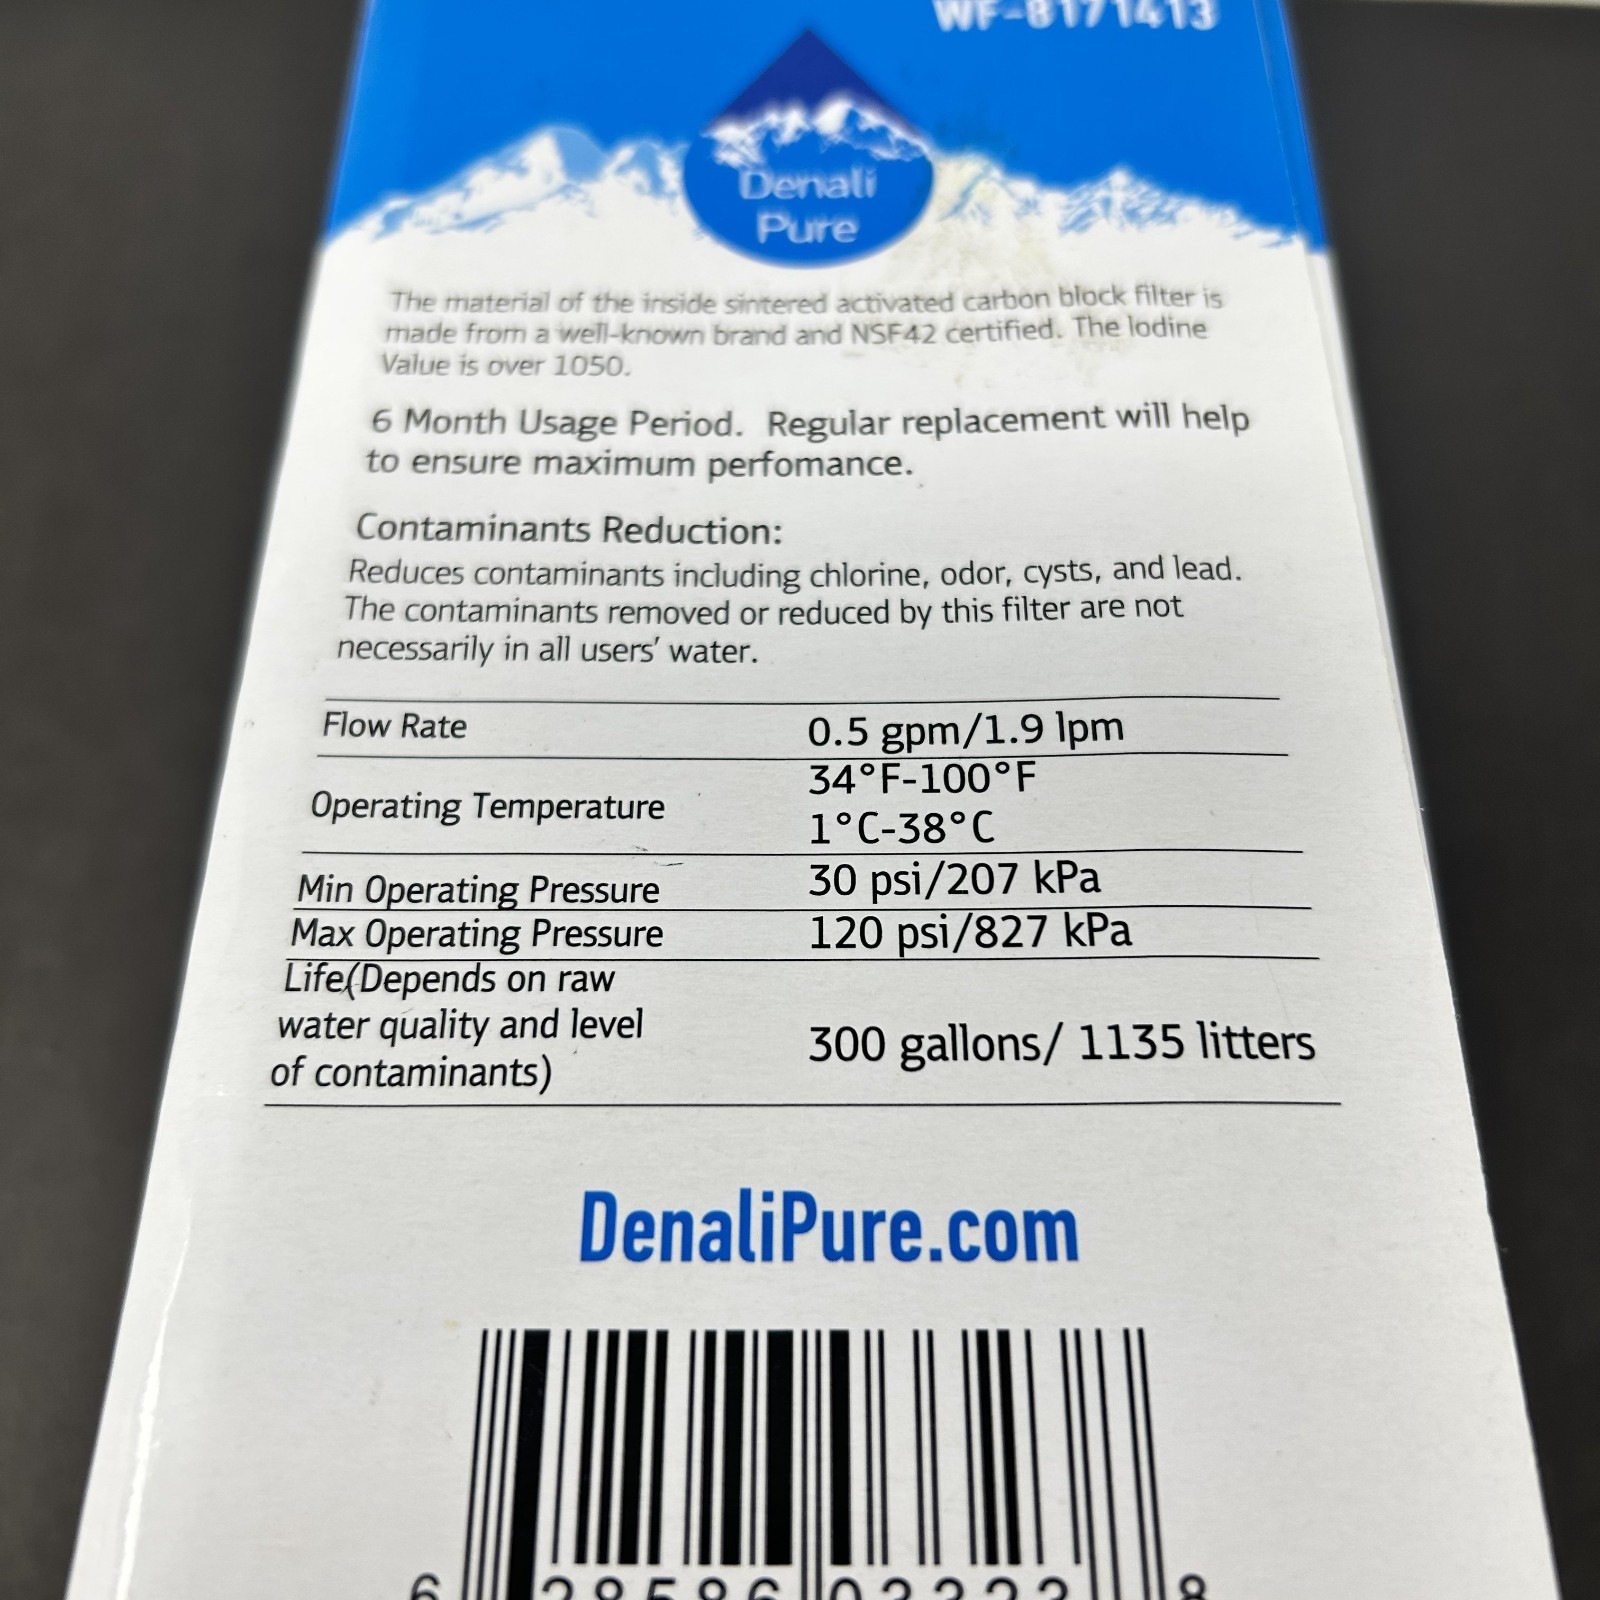 WF-8171413
Denali
Pure
The material of the inside sintered activated carbon block filter is
made from a well-known brand and NSF42 certified. The Iodine
Value is over 1050.
6 Month Usage Period. Regular replacement will help
to ensure maximum perfomance.
Contaminants Reduction:
Reduces contaminants including chlorine, odor, cysts, and lead.
The contaminants removed or reduced by this filter are not
necessarily in all users' water.
Flow Rate 0.5 gpm/1.9 lpm
34°F-100°F
Operating Temperature
1°C-38°C
Min Operating Pressure 30 psi/207 kPa
Max Operating Pressure 120 psi/827 kPa
Life(Depends on raw
water quality and level
300 gallons/ 1135 litters
of contaminants)
DenaliPure.com